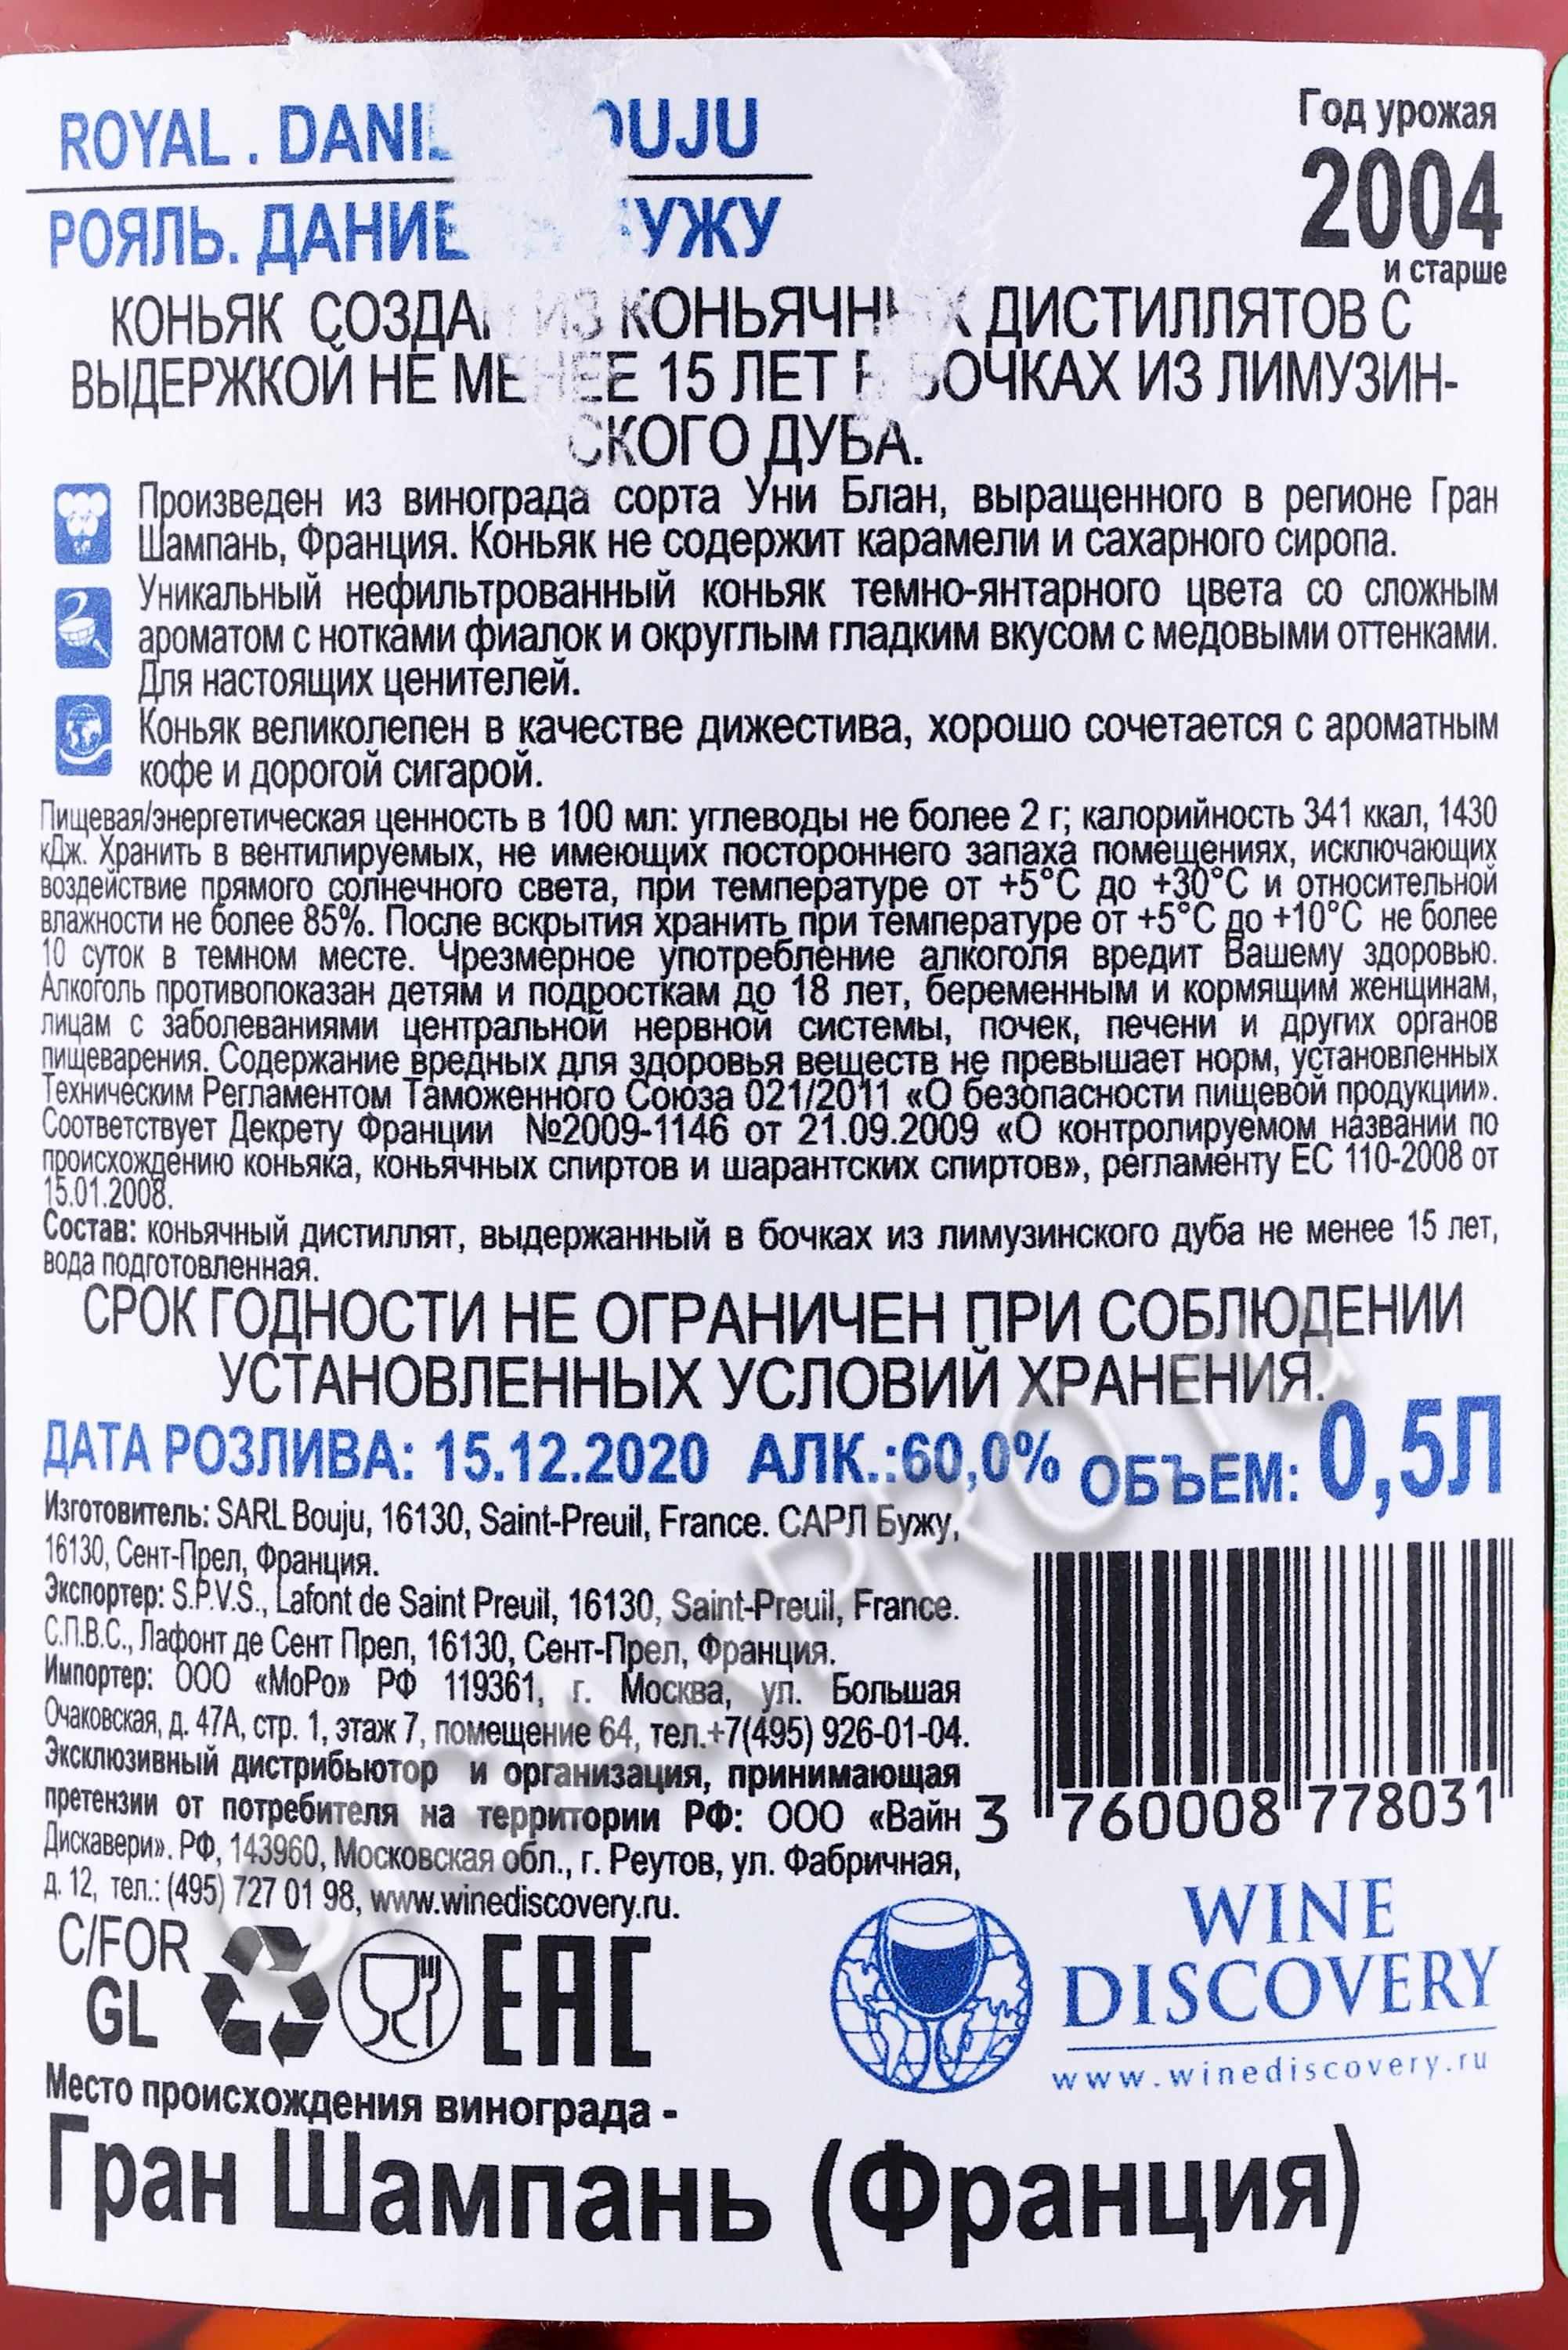 ROYAL . DANI OUJU
РОЯЛЬ. ДАНИЕ УЖУ
Год урожая
2004
и старше
КОНЬЯК СОЗДАН ИЗ КОНЬЯЧНЫХ ДИСТИЛЛЯТОВ С
ВЫДЕРЖКОЙ НЕ МЕНЕЕ 15 ЛЕТ В БОЧКАХ ИЗ ЛИМУЗИН-
СКОГО ДУБА.
Произведен из винограда сорта Уни Блан, выращенного в регионе Гран
Шампань, Франция. Коньяк не содержит карамели и сахарного сиропа.
Уникальный нефильтрованный коньяк темно-янтарного цвета со сложным
ароматом с нотками фиалок и округлым гладким вкусом с медовыми оттенками.
Для настоящих ценителей.
Коньяк великолепен в качестве дижестива, хорошо сочетается с ароматным
кофе и дорогой сигарой.
Пищевая/энергетическая ценность в 100 мл: углеводы не более 2 г; калорийность 341 ккал, 1430
кДж. Хранить в вентилируемых, не имеющих постороннего запаха помещениях, исключающих
воздействие прямого солнечного света, при температуре от +5°С до +30°С и относительной
влажности не более 85%. После вскрытия хранить при температуре от +5°С до +10°С не более
10 суток в темном месте. Чрезмерное употребление алкоголя вредит Вашему здоровью.
Алкоголь противопоказан детям и подросткам до 18 лет, беременным и кормящим женщинам,
лицам с заболеваниями центральной нервной системы, почек, печени и других органов
пищеварения. Содержание вредных для здоровья веществ не превышает норм, установленных
Техническим Регламентом Таможенного Союза 021/2011 «О безопасности пищевой продукции».
Соответствует Декрету Франции №2009-1146 от 21.09.2009 «О контролируемом названии по
происхождению коньяка, коньячных спиртов и шарантских спиртов», регламенту ЕС 110-2008 от
15.01.2008.
Состав: коньячный дистиллят, выдержанный в бочках из лимузинского дуба не менее 15 лет,
вода подготовленная.
СРОК ГОДНОСТИ НЕ ОГРАНИЧЕН ПРИ СОБЛЮДЕНИИ
УСТАНОВЛЕННЫХ УСЛОВИЙ ХРАНЕНИЯ.
ДАТА РОЗЛИВА: 15.12.2020 АЛК.:60,0% ОБЪЕМ: 0,5Л
Изготовитель: SARL Bouju, 16130, Saint-Preuil, France. САРЛ Бужу,
16130, Сент-Прел, Франция.
Экспортер: S.P.V.S., Lafont de Saint Preuil, 16130, Saint-Preuil, France.
С.П.В.С., Лафонт де Сент Прел, 16130, Сент-Прел, Франция.
Импортер: ООО «МоРо» РФ 119361, г. Москва, ул. Большая
Очаковская, д. 47А, стр. 1, этаж 7, помещение 64, тел.+7(495) 926-01-04.
Эксклюзивный дистрибьютор и организация, принимающая
претензии от потребителя на территории РФ: ООО «Вайн
Дискавери». РФ, 143960, Московская обл., г. Реутов, ул. Фабричная,
д. 12, тел.: (495) 727 01 98, www.winediscovery.ru.
3 760008 778031
C/FOR
GL
EAC
WINE
DISCOVERY
www.winediscovery.ru
Место происхождения винограда -
Гран Шампань (Франция)
CIGARPRO.ru